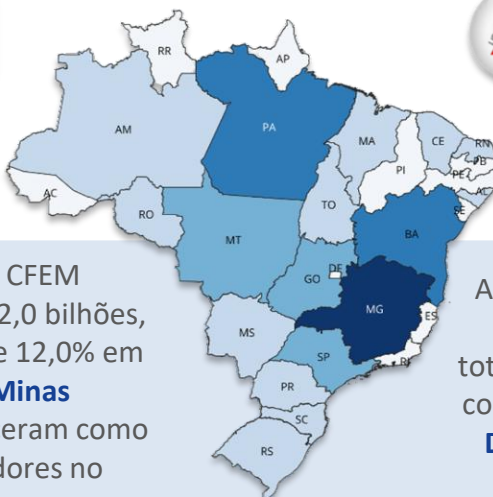 RR
AP
AM
PA
MA
CE
RN
PB
PE
AL
SE
PI
AC
RO
TO
MT
BA
GO
DF
MG
ES
MS
SP
RJ
PR
SC
RS
CFEM
2,0 bilhões,
e 12,0% em
Minas
eram como
dores no
A
tot
co
D